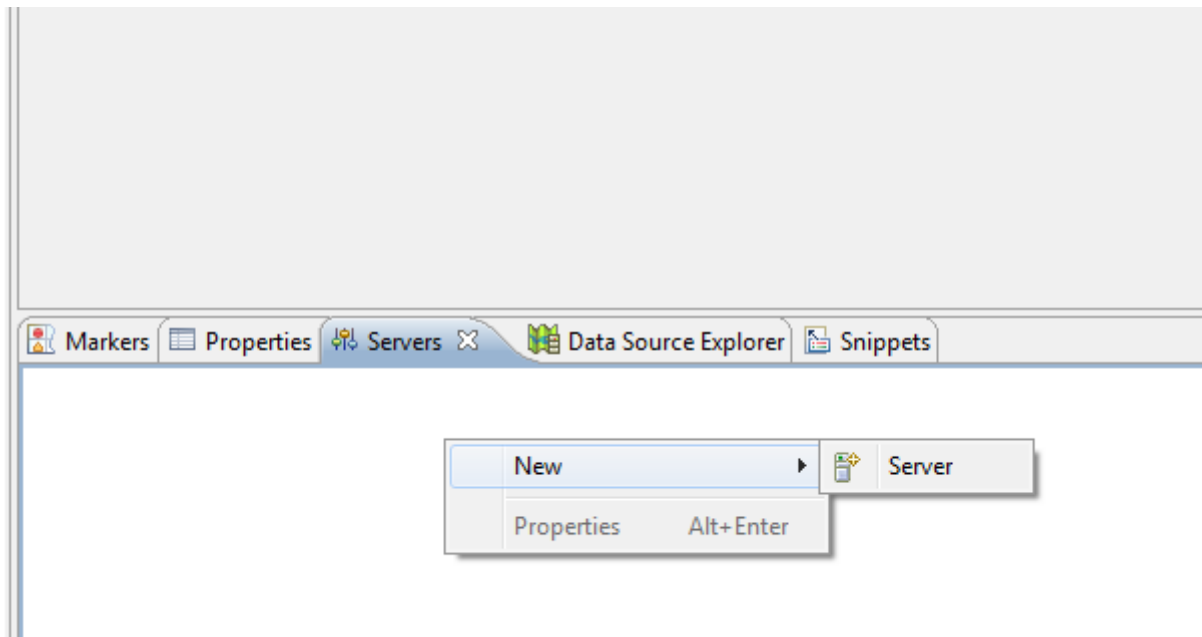 Markers Properties Servers Data Source Explorer Snippets
New Server
Properties Alt+Enter